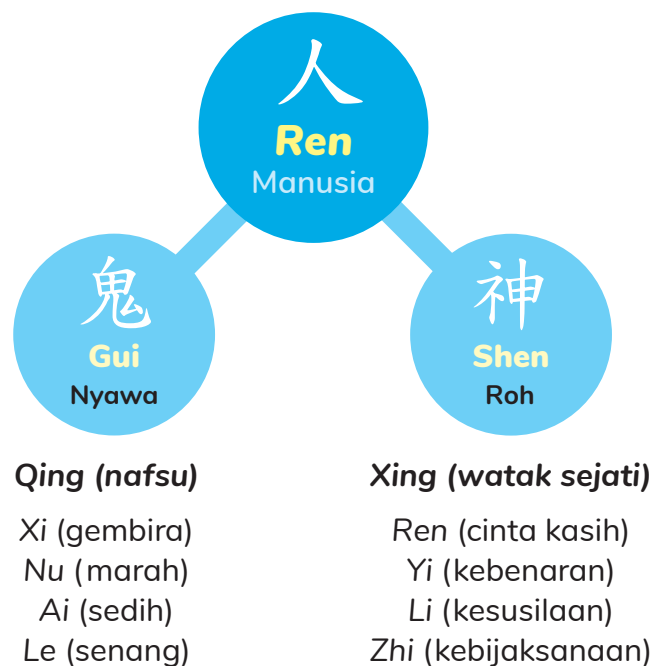 人
Ren
Manusia
鬼
Gui
Nyawa
神
Shen
Roh
Qing (nafsu)
Xi (gembira)
Nu (marah)
Ai (sedih)
Le (senang)
Xing (watak sejati)
Ren (cinta kasih)
Yi (kebenaran)
Li (kesusilaan)
Zhi (kebijaksanaan)